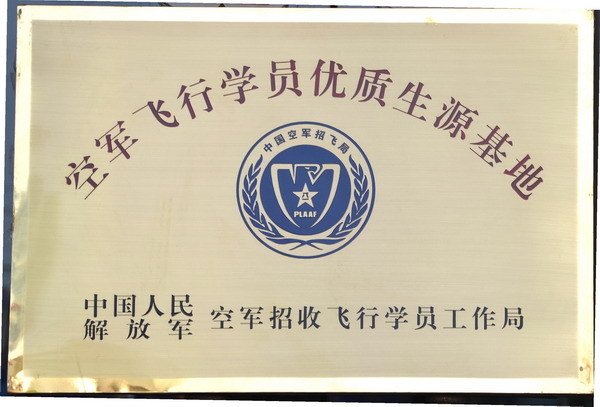 空军飞行学员优质生源基地
中国空军招飞局
PLAAF
中国人民解放军 空军招收飞行学员工作局